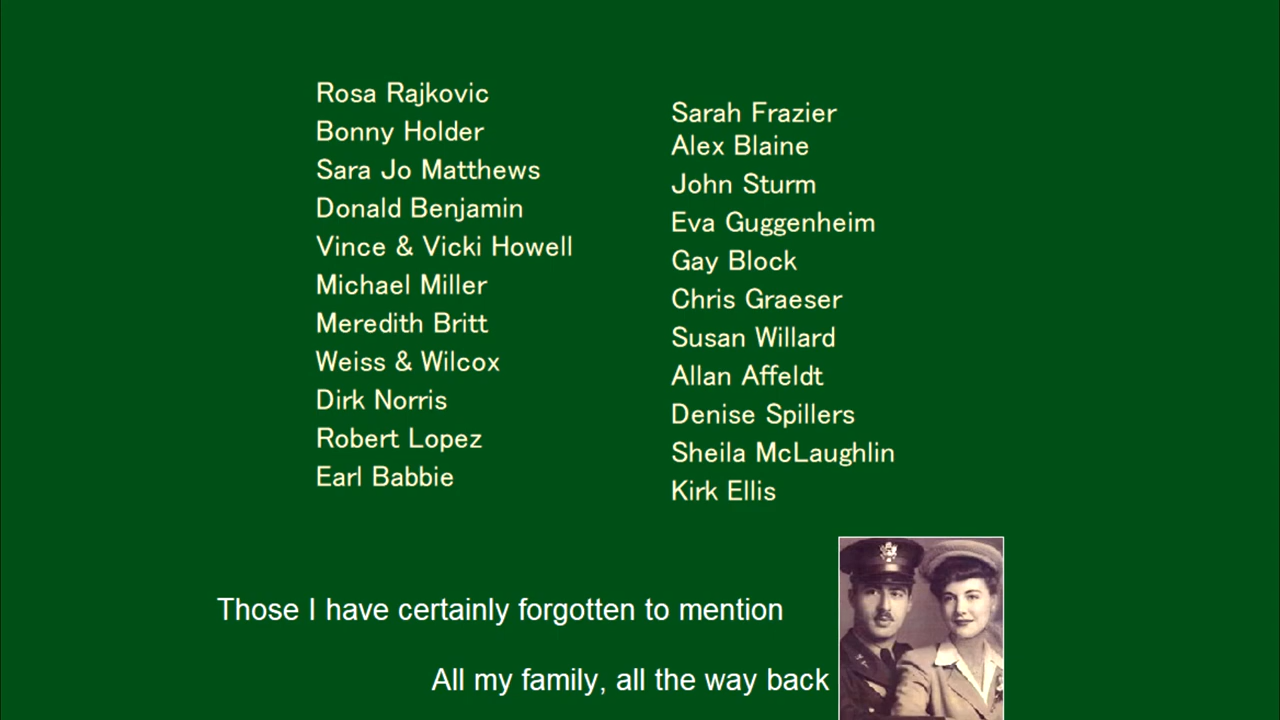 Rosa Rajkovic
Bonny Holder
Sara Jo Matthews
Donald Benjamin
Vince & Vicki Howell
Michael Miller
Meredith Britt
Weiss & Wilcox
Dirk Norris
Robert Lopez
Earl Babbie
Sarah Frazier
Alex Blaine
John Sturm
Eva Guggenheim
Gay Block
Chris Graeser
Susan Willard
Allan Affeldt
Denise Spillers
Sheila McLaughlin
Kirk Ellis
Those I have certainly forgotten to mention
All my family, all the way back